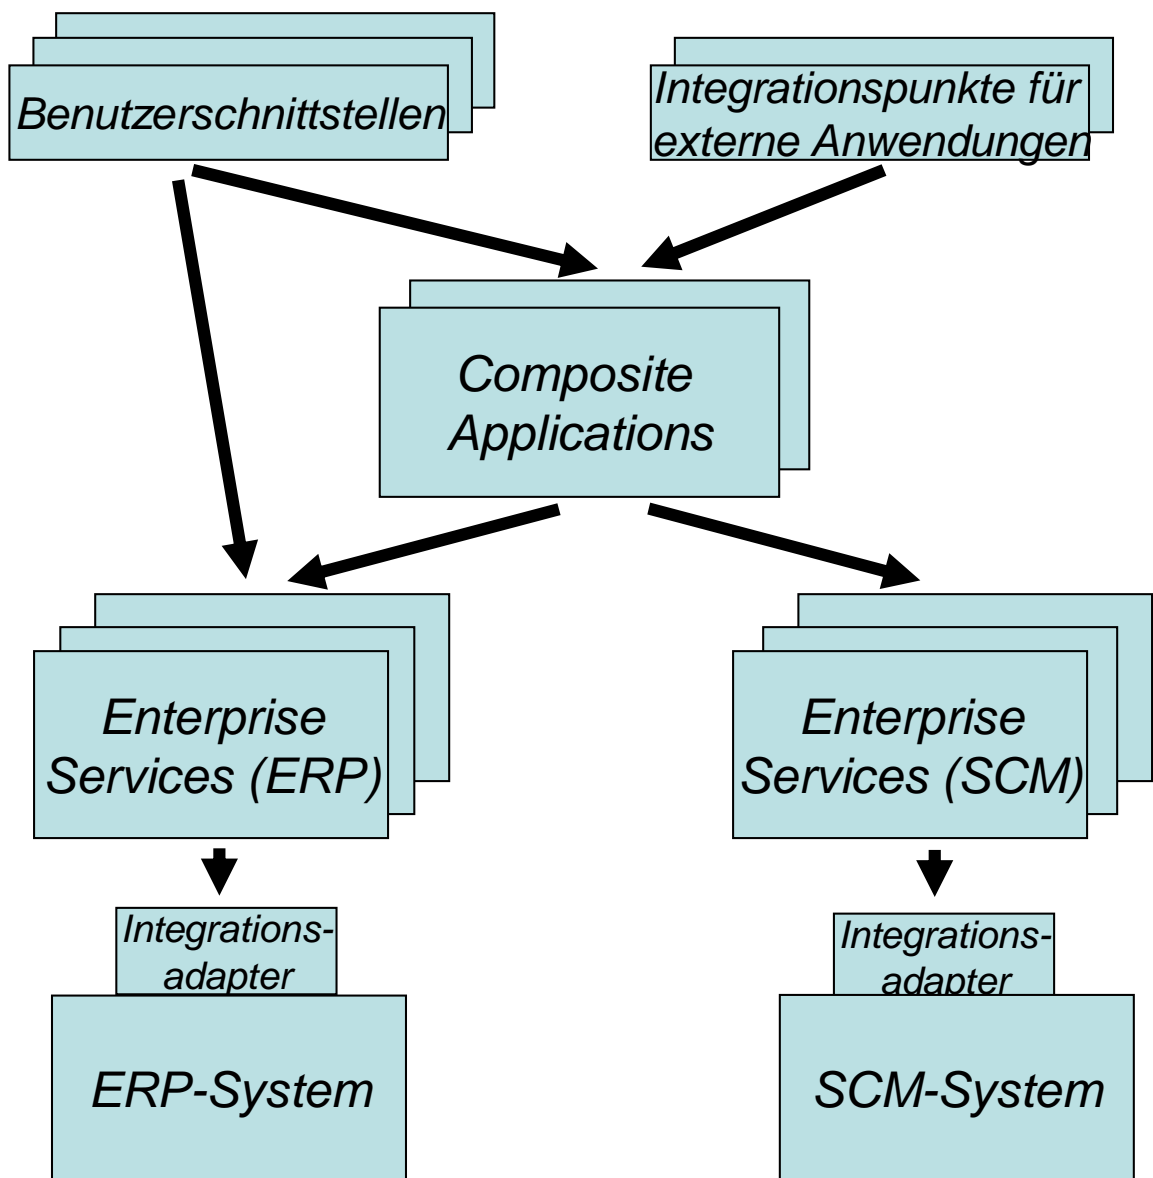 Benutzerschnittstellen
Integrationspunkte für
externe Anwendungen
Composite
Applications
Enterprise
Services (ERP)
Enterprise
Services (SCM)
Integrations-
adapter
Integrations-
adapter
ERP-System
SCM-System